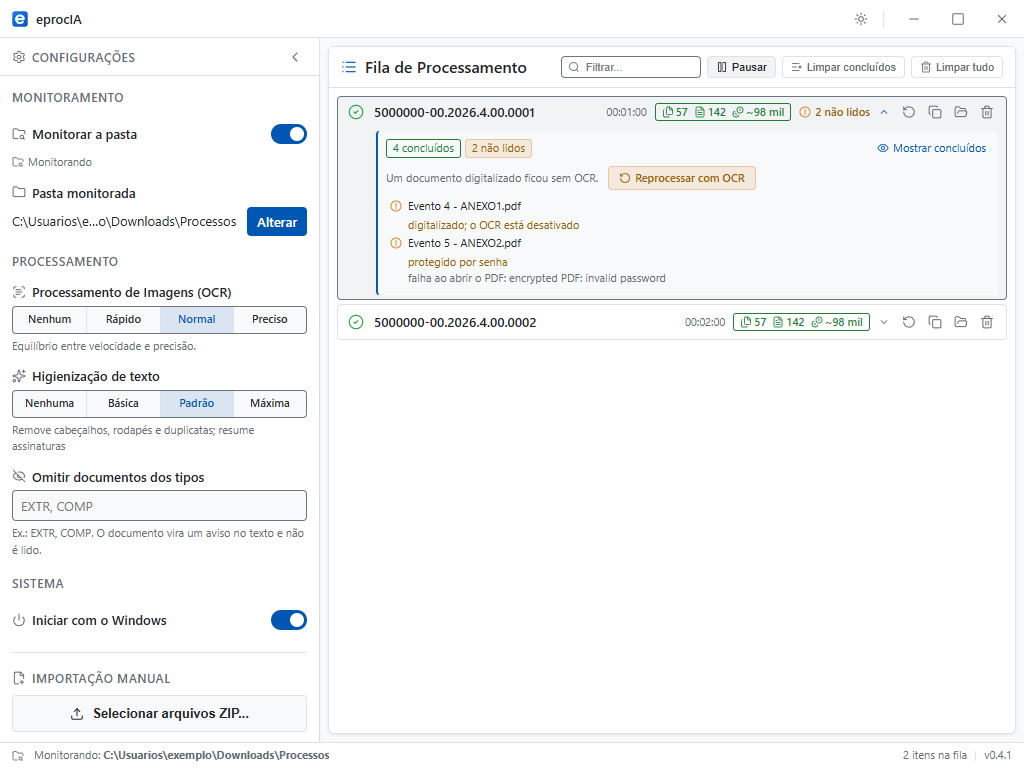 eprocIA
CONFIGURAÇÕES
MONITORAMENTO
Monitorar a pasta
Monitorando
Pasta monitorada
C:\Usuarios\e...o\Downloads\Processos
Alterar
PROCESSAMENTO
Processamento de Imagens (OCR)
Nenhum Rápido Normal Preciso
Equilíbrio entre velocidade e precisão.
Higienização de texto
Nenhuma Básica Padrão Máxima
Remove cabeçalhos, rodapés e duplicatas; resume
assinaturas
Omitir documentos dos tipos
EXTR, COMP
Ex.: EXTR, COMP. O documento vira um aviso no texto e não
é lido.
SISTEMA
Iniciar com o Windows
IMPORTAÇÃO MANUAL
Selecionar arquivos ZIP...
Fila de Processamento
Filtrar...
Pausar
Limpar concluídos
Limpar tudo
5000000-00.2026.4.00.0001 00:01:00 57 142 ~98 mil 2 não lidos
4 concluídos 2 não lidos Mostrar concluídos
Um documento digitalizado ficou sem OCR. Reprocessar com OCR
Evento 4 - ANEXO1.pdf
digitalizado; o OCR está desativado
Evento 5 - ANEXO2.pdf
protegido por senha
falha ao abrir o PDF: encrypted PDF: invalid password
5000000-00.2026.4.00.0002 00:02:00 57 142 ~98 mil
Monitorando: C:\Usuarios\exemplo\Downloads\Processos
2 itens na fila v0.4.1